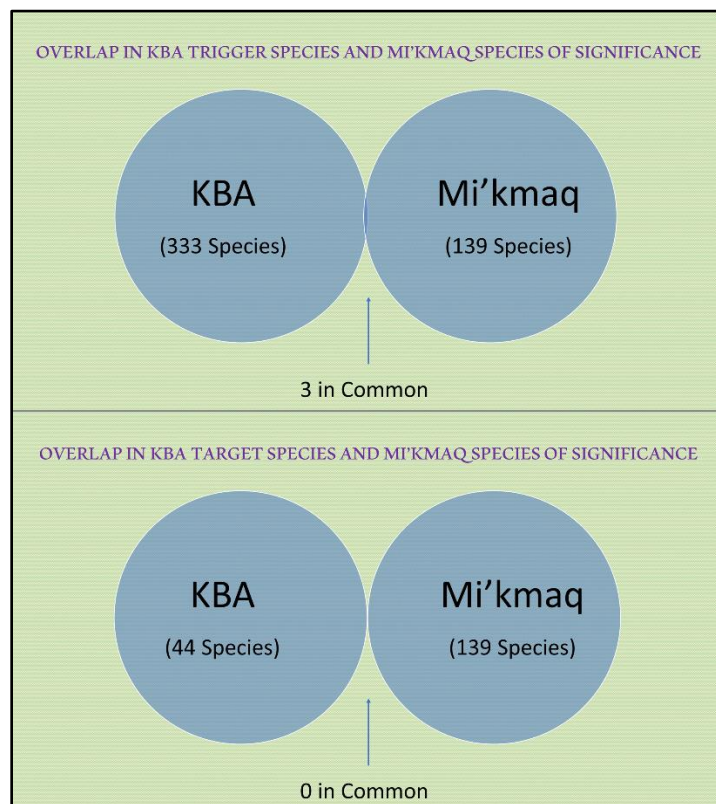 OVERLAP IN KBA TRIGGER SPECIES AND MI'KMAQ SPECIES OF SIGNIFICANCE
KBA
(333 Species)
Mi'kmaq
(139 Species)
3 in Common
OVERLAP IN KBA TARGET SPECIES AND MI'KMAQ SPECIES OF SIGNIFICANCE
KBA
(44 Species)
Mi'kmaq
(139 Species)
0 in Common